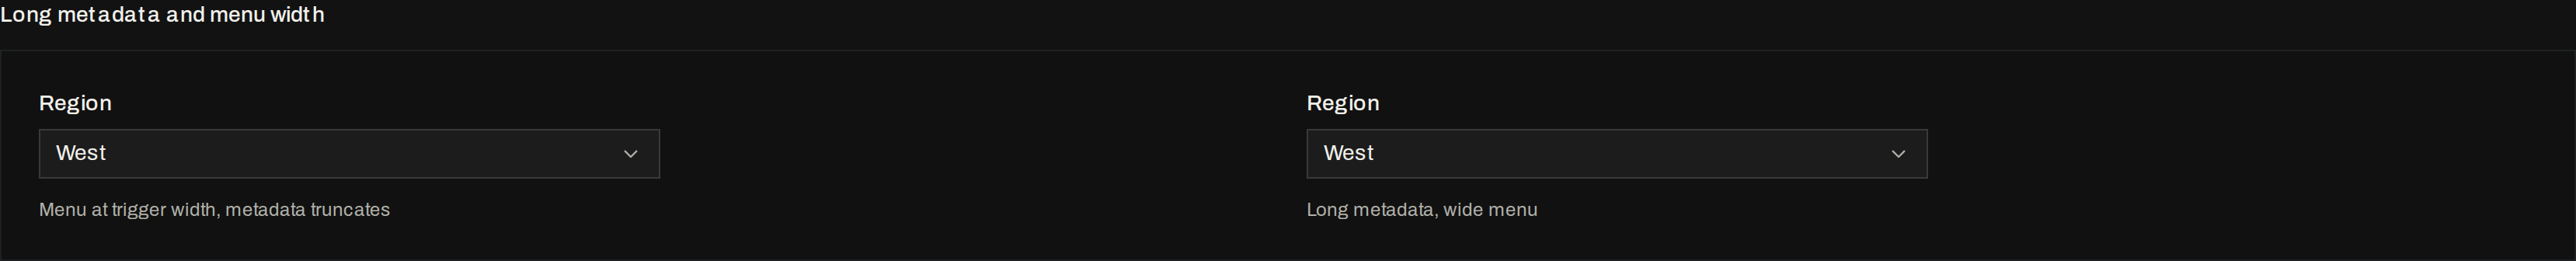 Long metadata and menu width
Region
West
Menu at trigger width, metadata truncates
Region
West
Long metadata, wide menu